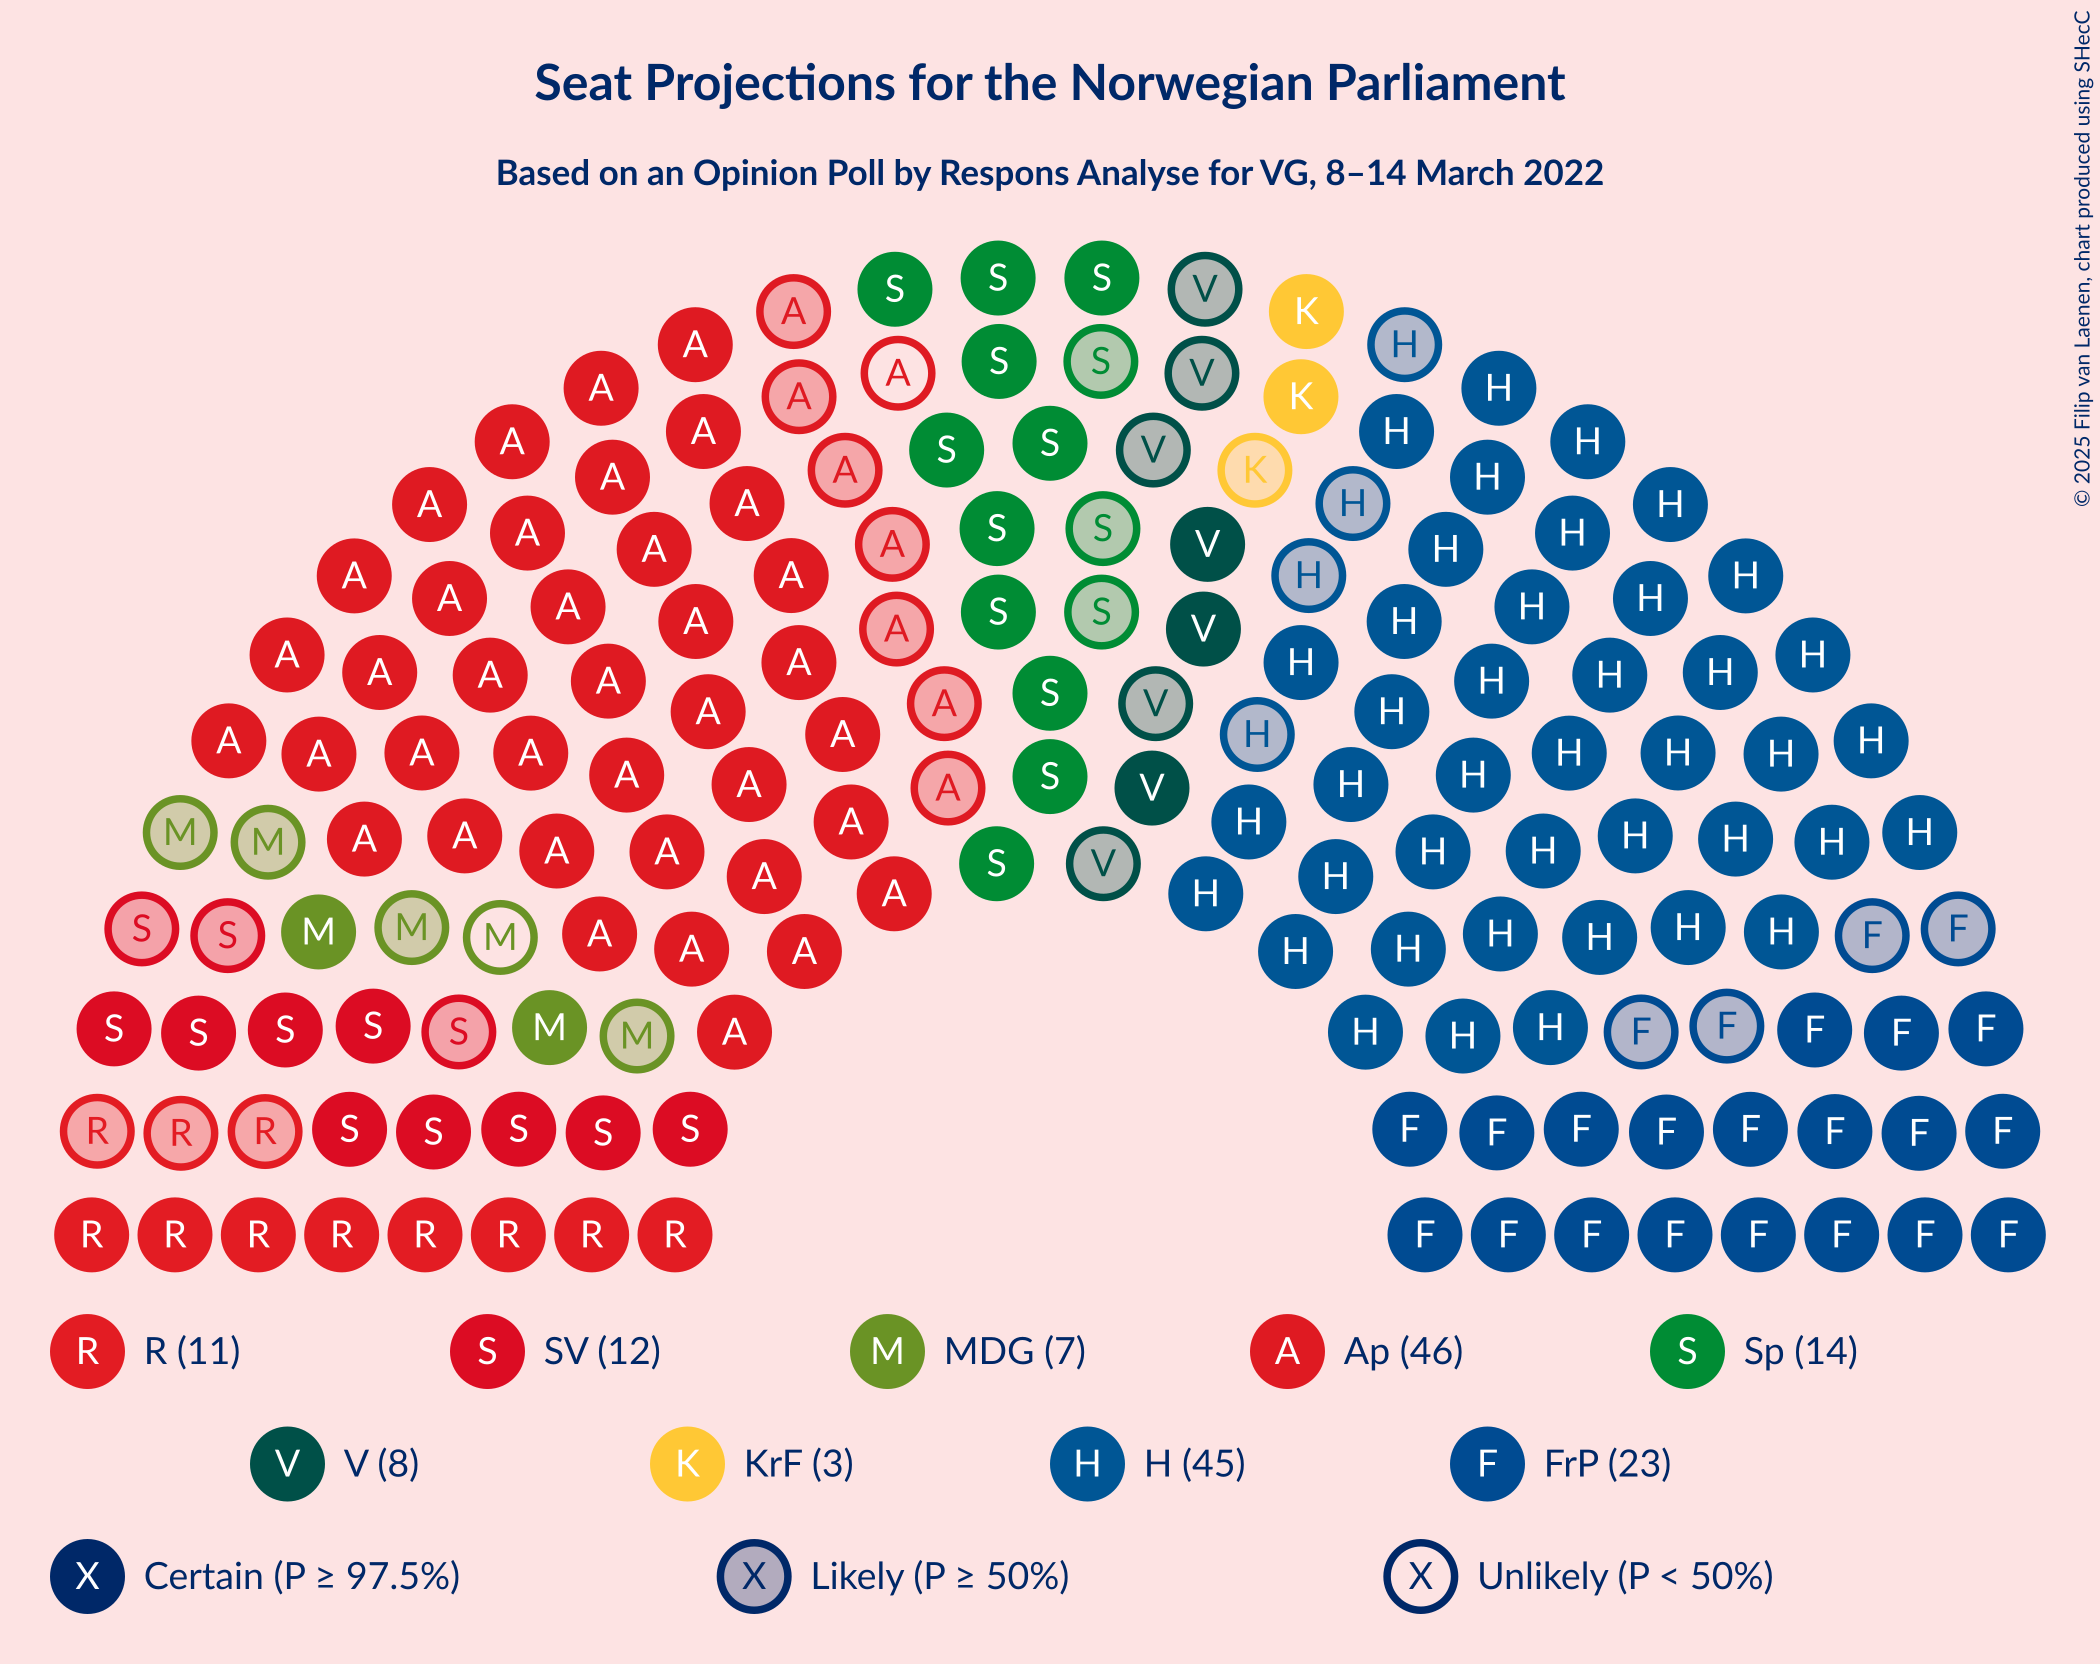 Seat Projections for the Norwegian Parliament
Based on an Opinion Poll by Respons Analyse for VG, 8–14 March 2022
© 2025 Filip van Laenen, chart produced using SHecC
S S S V
A K
A H
A S S V H
A A K H
A S S V H
A A K H
A A H H
A S S V H
A A H H
A A H H
A S S V H
A A H H
A A H H
A S V H
A A H H
A A H H
A S V H
M M A A A A A A S V H H H H H H F F
S S M M M A A A H H H H H H F F
S S S S S M M A H H H F F F F F
R R R S S S S S F F F F F F F F
R R R R R R R R F F F F F F F F
R R (11) S SV (12) M MDG (7) A Ap (46) S Sp (14)
V V (8) K KrF (3) H H (45) F FrP (23)
X Certain (P ≥ 97.5%) X Likely (P ≥ 50%) X Unlikely (P < 50%)